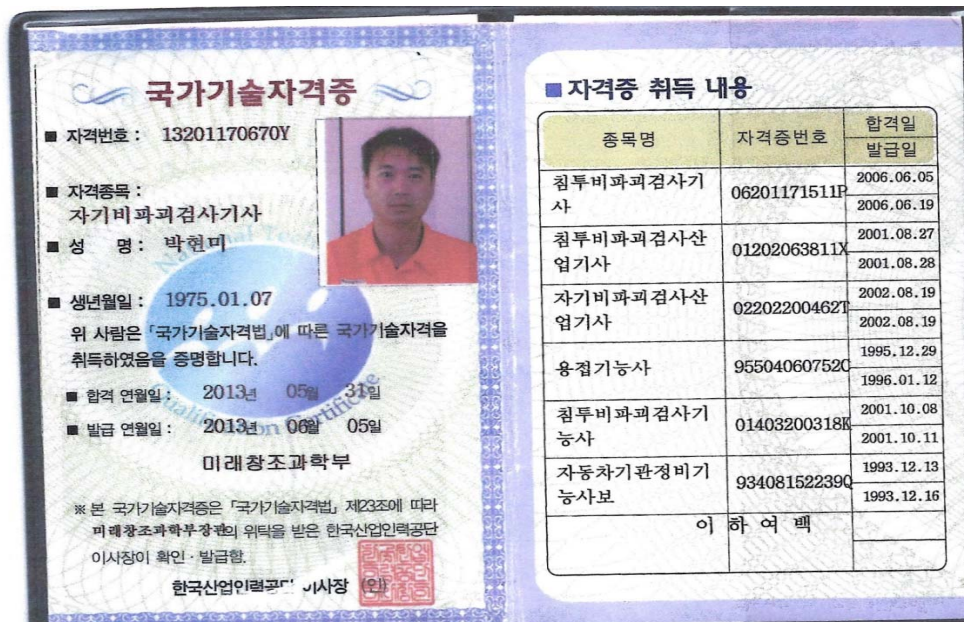 국가기술자격증
■ 자격번호 : 13201170670Y
■ 자격종목 :
자기비파괴검사기사
■ 성 명 : 박현미
■ 생년월일 : 1975.01.07
위 사람은 「국가기술자격법」에 따른 국가기술자격을
취득하였음을 증명합니다.
■ 합격 연월일 : 2013년 05월 31일
■ 발급 연월일 : 2013년 06월 05일
미래창조과학부
※ 본 국가기술자격증은 「국가기술자격법」 제23조에 따라
미래창조과학부장관의 위탁을 받은 한국산업인력공단
이사장이 확인 · 발급함.
한국산업인력공단 이사장 (인)
■ 자격증 취득 내용
종목명 자격증번호 합격일
발급일
침투비파괴검사기
사 06201171511P 2006.06.05
2006.06.19
침투비파괴검사산
업기사 01202063811X 2001.08.27
2001.08.28
자기비파괴검사산
업기사 02202200462T 2002.08.19
2002.08.19
용접기능사 95504060752C 1995.12.29
1996.01.12
침투비파괴검사기
능사 01403200318K 2001.10.08
2001.10.11
자동차기관정비기
능사보 93408152239Q 1993.12.13
1993.12.16
이 하 여 백